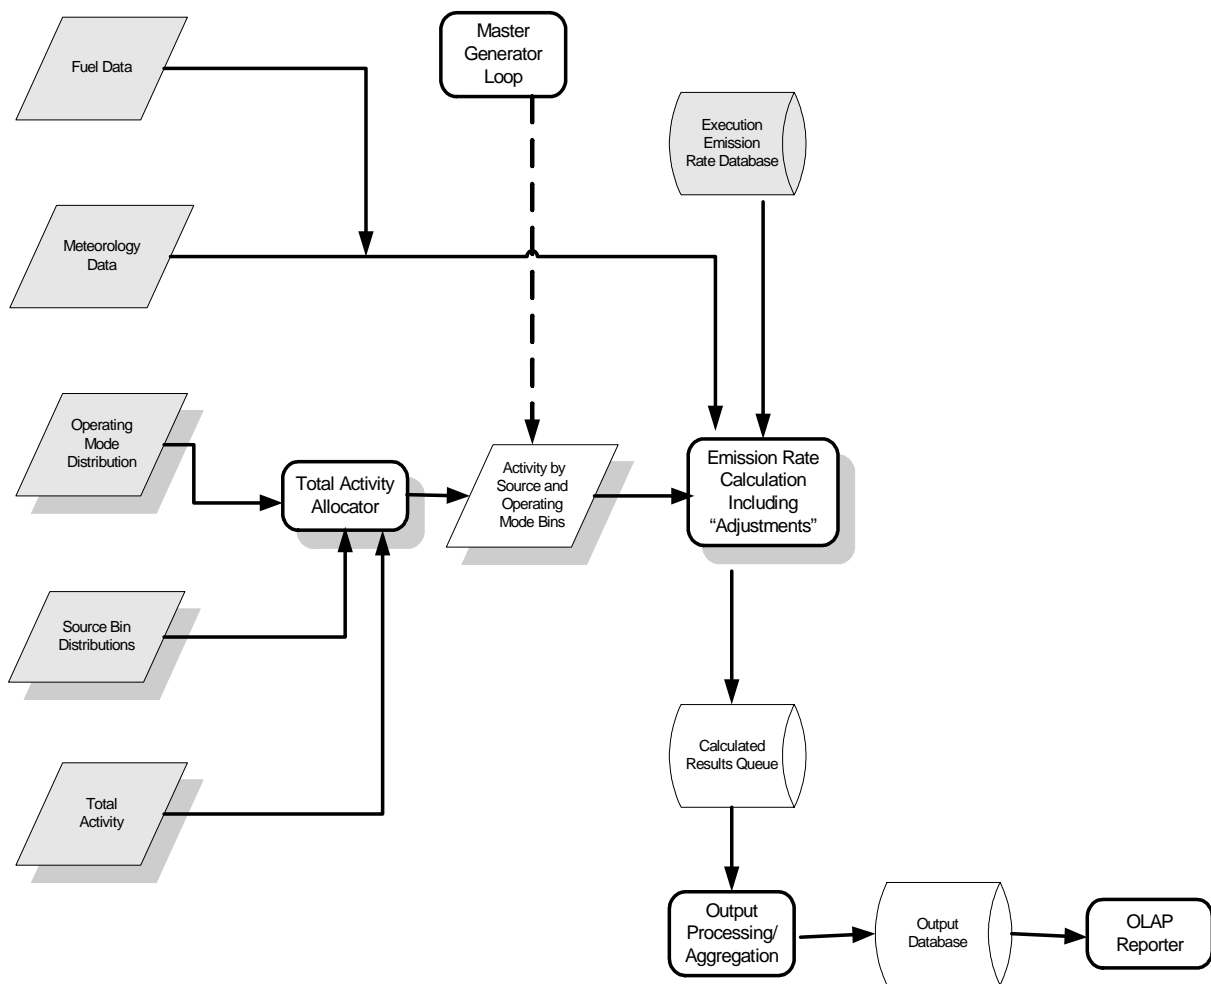 Master
Generator
Loop
Fuel Data
Execution
Emission
Rate Database
Meteorology
Data
Operating
Mode
Distribution
Total Activity
Allocator
Activity by
Source and
Operating
Mode Bins
Emission Rate
Calculation
Including
“Adjustments”
Source Bin
Distributions
Calculated
Results Queue
Total
Activity
Output
Processing/
Aggregation
Output
Database
OLAP
Reporter